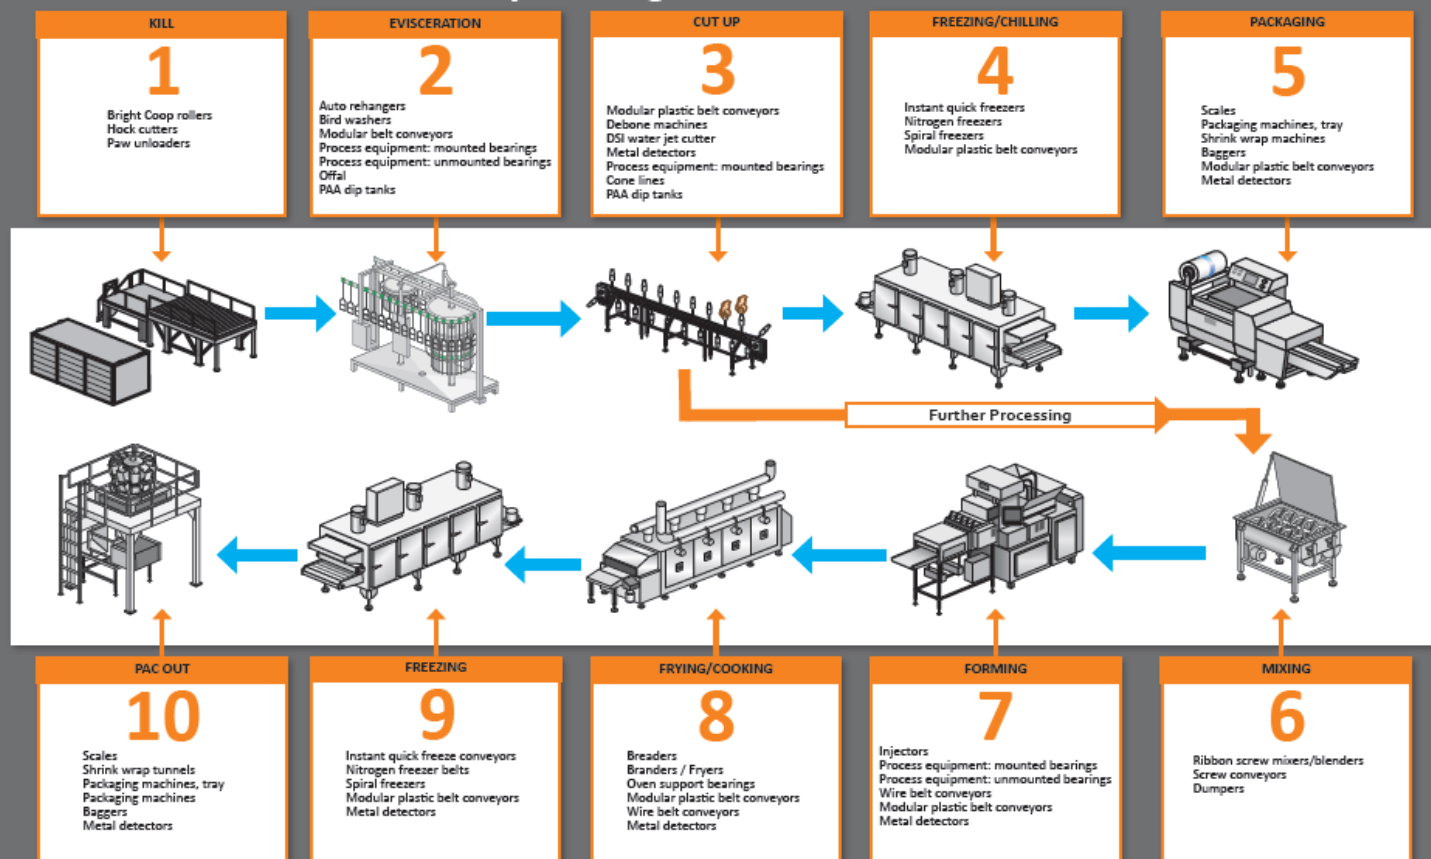 KILL
1
Bright Coop rollers
Hock cutters
Paw unloaders
EVISCERATION
2
Auto rehangers
Bird washers
Modular belt conveyors
Process equipment: mounted bearings
Process equipment: unmounted bearings
Offal
PAA dip tanks
CUT UP
3
Modular plastic belt conveyors
Debone machines
DSI water jet cutter
Metal detectors
Process equipment: mounted bearings
Cone lines
PAA dip tanks
FREEZING/CHILLING
4
Instant quick freezers
Nitrogen freezers
Spiral freezers
Modular plastic belt conveyors
PACKAGING
5
Scales
Packaging machines, tray
Shrink wrap machines
Baggers
Modular plastic belt conveyors
Metal detectors
Further Processing
PAC OUT
10
Scales
Shrink wrap tunnels
Packaging machines, tray
Packaging machines
Baggers
Metal detectors
FREEZING
9
Instant quick freeze conveyors
Nitrogen freezer belts
Spiral freezers
Modular plastic belt conveyors
Metal detectors
FRYING/COOKING
8
Breaders
Branders / Fryers
Oven support bearings
Modular plastic belt conveyors
Wire belt conveyors
Metal detectors
FORMING
7
Injectors
Process equipment: mounted bearings
Process equipment: unmounted bearings
Wire belt conveyors
Modular plastic belt conveyors
Metal detectors
MIXING
6
Ribbon screw mixers/blenders
Screw conveyors
Dumpers